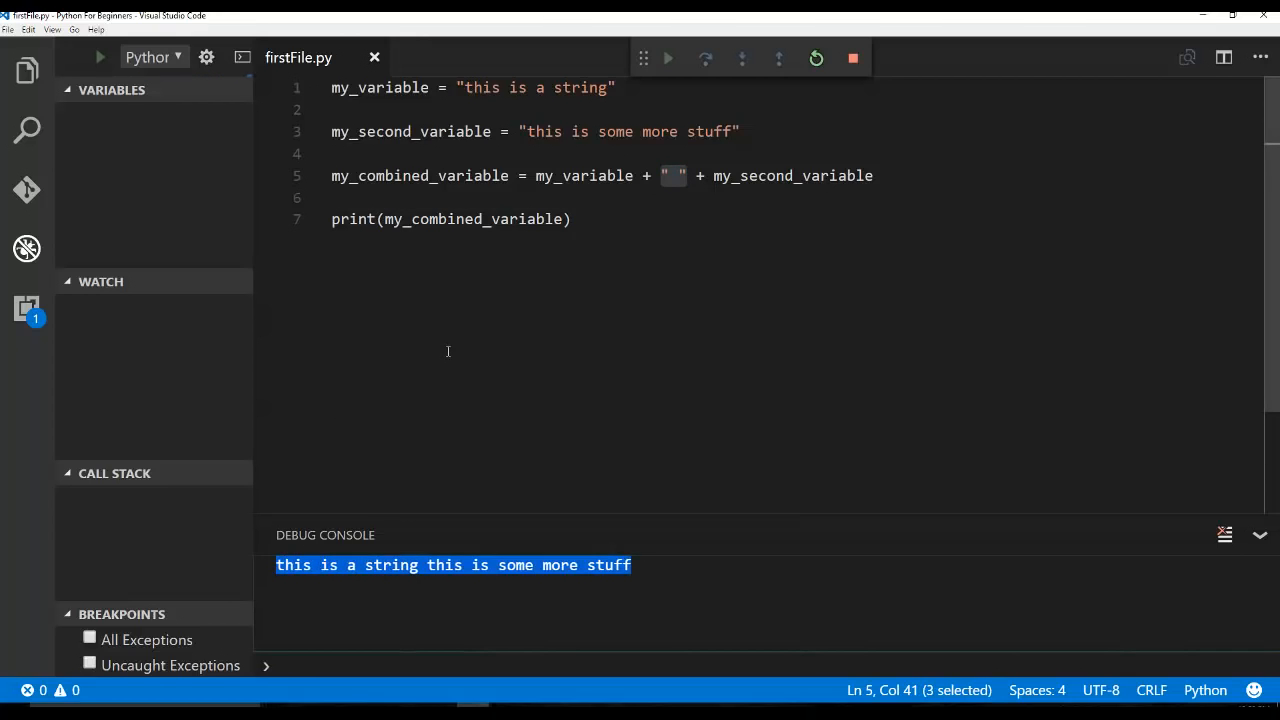 firstFile.py - Python For Beginners - Visual Studio Code
File Edit View Go Help
Python
firstFile.py
VARIABLES
1 my_variable = "this is a string"
2
3 my_second_variable = "this is some more stuff"
4
5 my_combined_variable = my_variable + " " + my_second_variable
6
7 print(my_combined_variable)
WATCH
1
CALL STACK
DEBUG CONSOLE
this is a string this is some more stuff
BREAKPOINTS
All Exceptions
Uncaught Exceptions
0 0 Ln 5, Col 41 (3 selected) Spaces: 4 UTF-8 CRLF Python